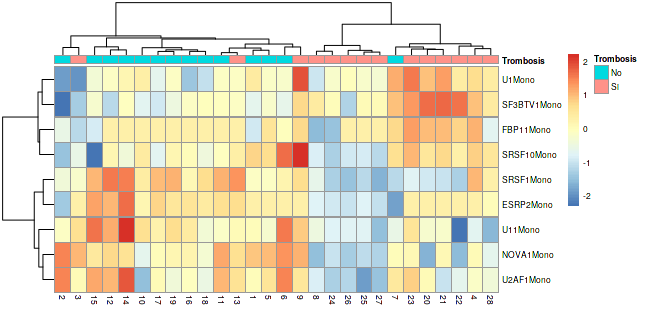 Trombosis
Trombosis
No
SI
U1Mono
SF3BTV1Mono
FBP11Mono
SRSF10Mono
SRSF1Mono
ESRP2Mono
U11Mono
NOVA1Mono
U2AF1Mono
2
1
0
-1
-2
2 3 15 12 14 10 17 19 16 18 11 13 1 5 6 9 8 24 26 25 27 7 23 20 21 22 4 28